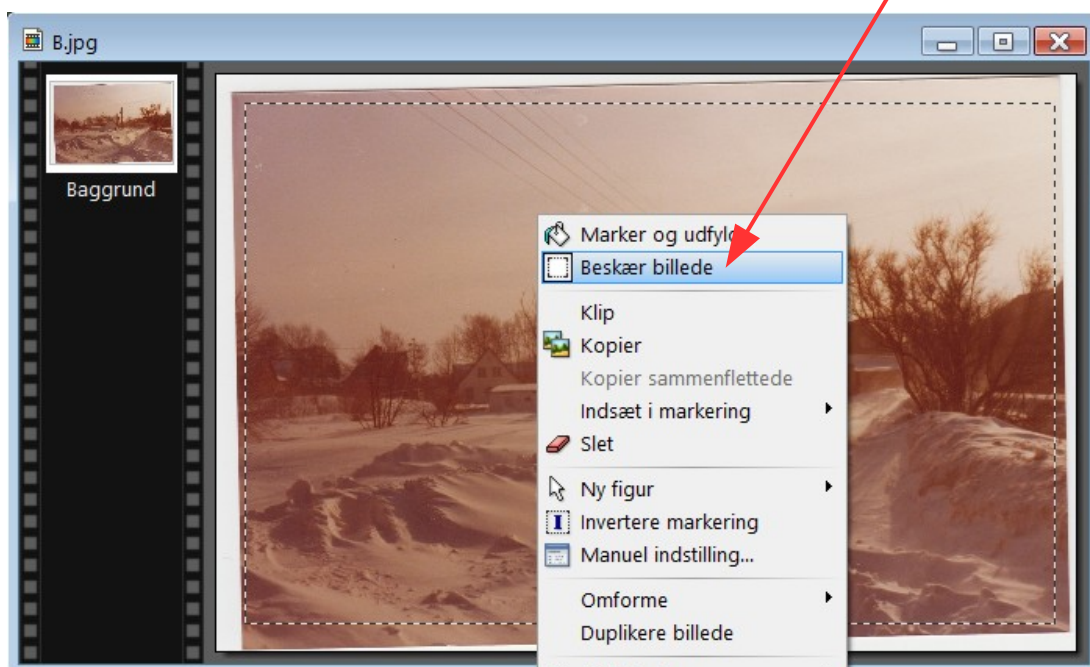 B.jpg
Baggrund
Marker og udfyld
Beskær billede
Klip
Kopier
Kopier sammenflettede
Indsæt i markering
Slet
Ny figur
Invertere markering
Manuel indstilling...
Omforme
Duplikere billede